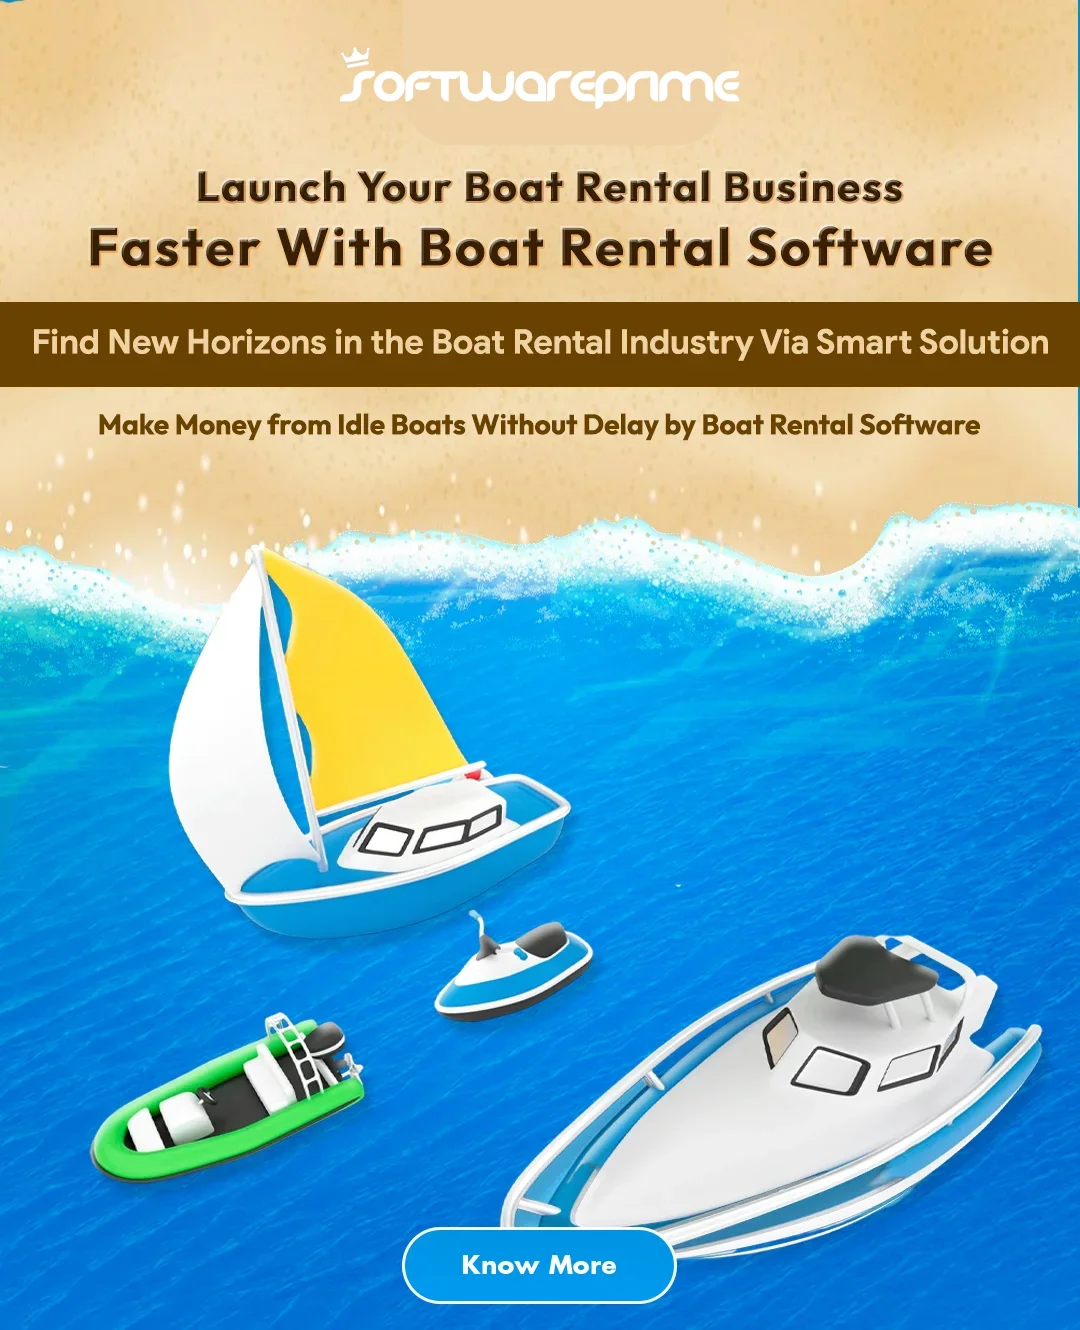 Softwareprime
Launch Your Boat Rental Business
Faster With Boat Rental Software
Find New Horizons in the Boat Rental Industry Via Smart Solution
Make Money from Idle Boats Without Delay by Boat Rental Software
Know More